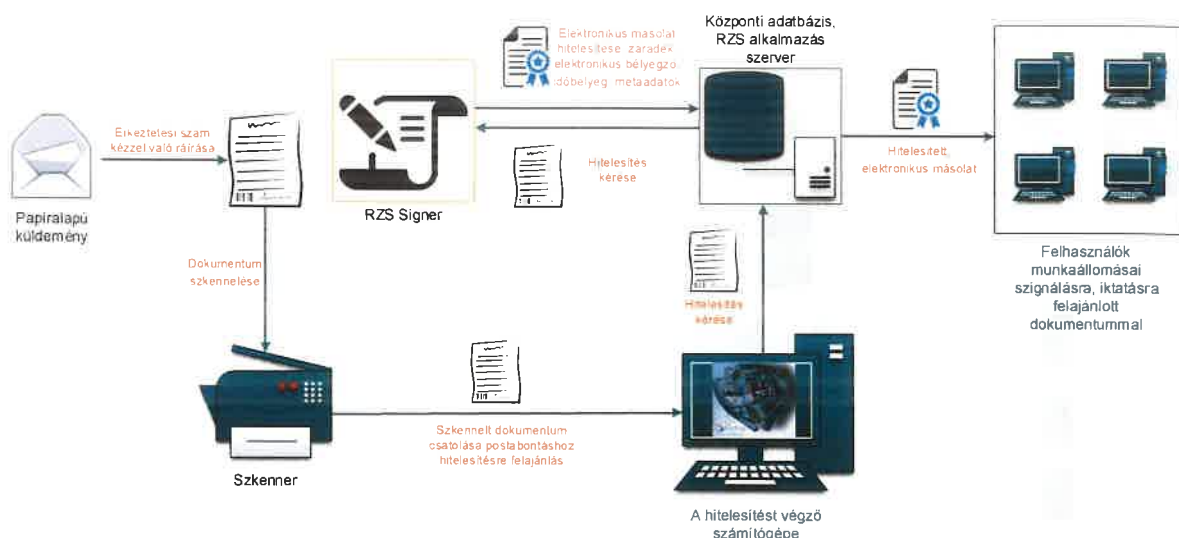 Papíralapú
küldemény
Érkeztetési szám
kézzel való ráírása
Dokumentum
szkennelése
Szkenner
Szkennelt dokumentum
csatolása postabontáshoz
hitelesítésre felajánlás
A hitelesítést végző
számítógépe
Hitelesítés
kérése
Központi adatbázis,
RZS alkalmazás
szerver
Hitelesítés
kérése
RZS Signer
Elektronikus másolat
hitelesítése záradék
elektronikus bélyegző,
időbélyeg metaadatok
Hitelesített,
elektronikus másolat
Felhasználók
munkaállomásai
szignálásra, iktatásra
felajánlott
dokumentummal